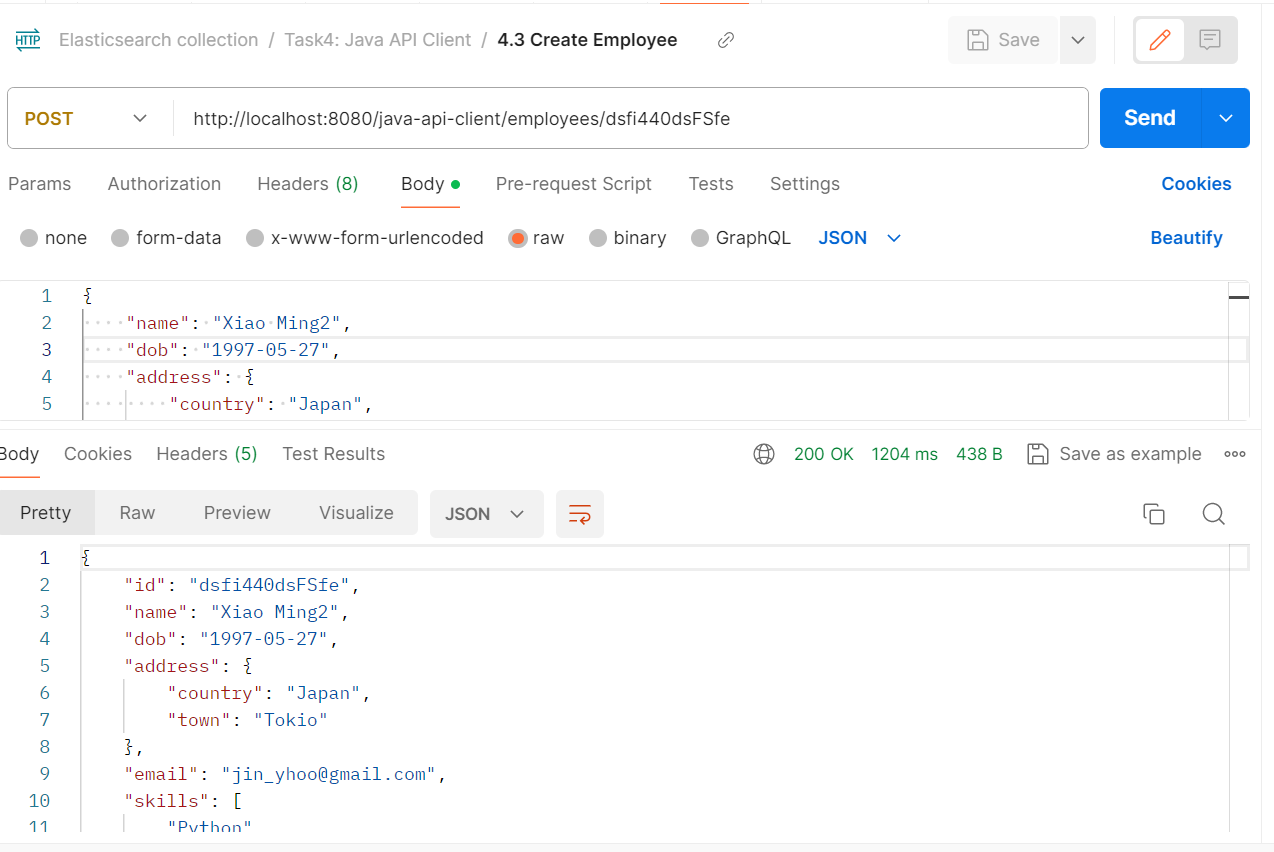 HTTP Elasticsearch collection / Task4: Java API Client / 4.3 Create Employee Save
POST http://localhost:8080/java-api-client/employees/dsfi440dsFSfe Send
Params Authorization Headers (8) Body Pre-request Script Tests Settings Cookies
none form-data x-www-form-urlencoded raw binary GraphQL JSON Beautify
1 {
2 "name": "Xiao Ming2",
3 "dob": "1997-05-27",
4 "address": {
5 "country": "Japan",
Body Cookies Headers (5) Test Results 200 OK 1204 ms 438 B Save as example
Pretty Raw Preview Visualize JSON
1 {
2 "id": "dsfi440dsFSfe",
3 "name": "Xiao Ming2",
4 "dob": "1997-05-27",
5 "address": {
6 "country": "Japan",
7 "town": "Tokio"
8 },
9 "email": "jin_yhoo@gmail.com",
10 "skills": [
11 "Python"